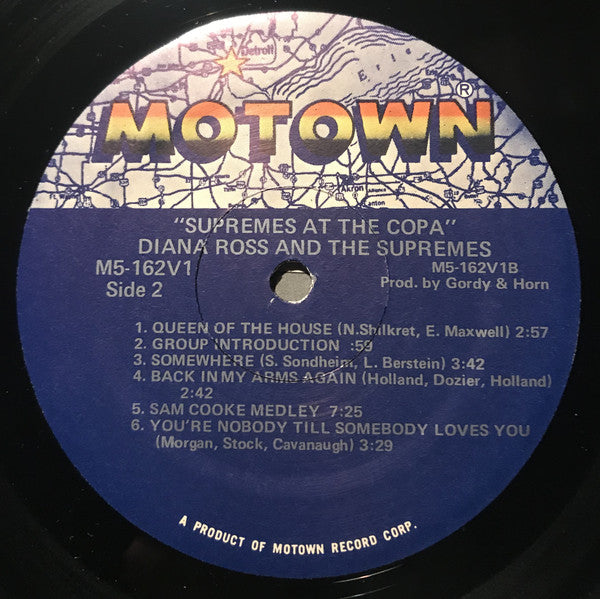 Detroit
ERIE
MOTOWN®
Akron
Canton
"SUPREMES AT THE COPA"
DIANA ROSS AND THE SUPREMES
M5-162V1 M5-162V1B
Side 2 Prod. by Gordy & Horn
1. QUEEN OF THE HOUSE (N.Shilkret, E. Maxwell) 2:57
2. GROUP INTRODUCTION :59
3. SOMEWHERE (S. Sondheim, L. Berstein) 3:42
4. BACK IN MY ARMS AGAIN (Holland, Dozier, Holland)
2:42
5. SAM COOKE MEDLEY 7:25
6. YOU'RE NOBODY TILL SOMEBODY LOVES YOU
(Morgan, Stock, Cavanaugh) 3:29
A PRODUCT OF MOTOWN RECORD CORP.